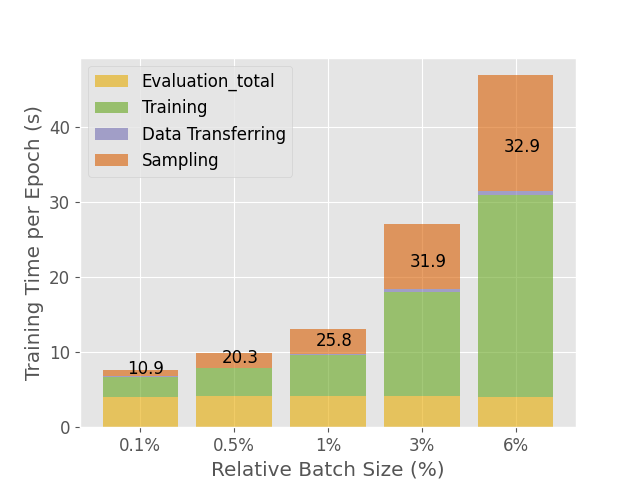 Evaluation_total
Training
Data Transferring
Sampling
Training Time per Epoch (s)
40
30
20
10
0
10.9
20.3
25.8
31.9
32.9
0.1%
0.5%
1%
3%
6%
Relative Batch Size (%)